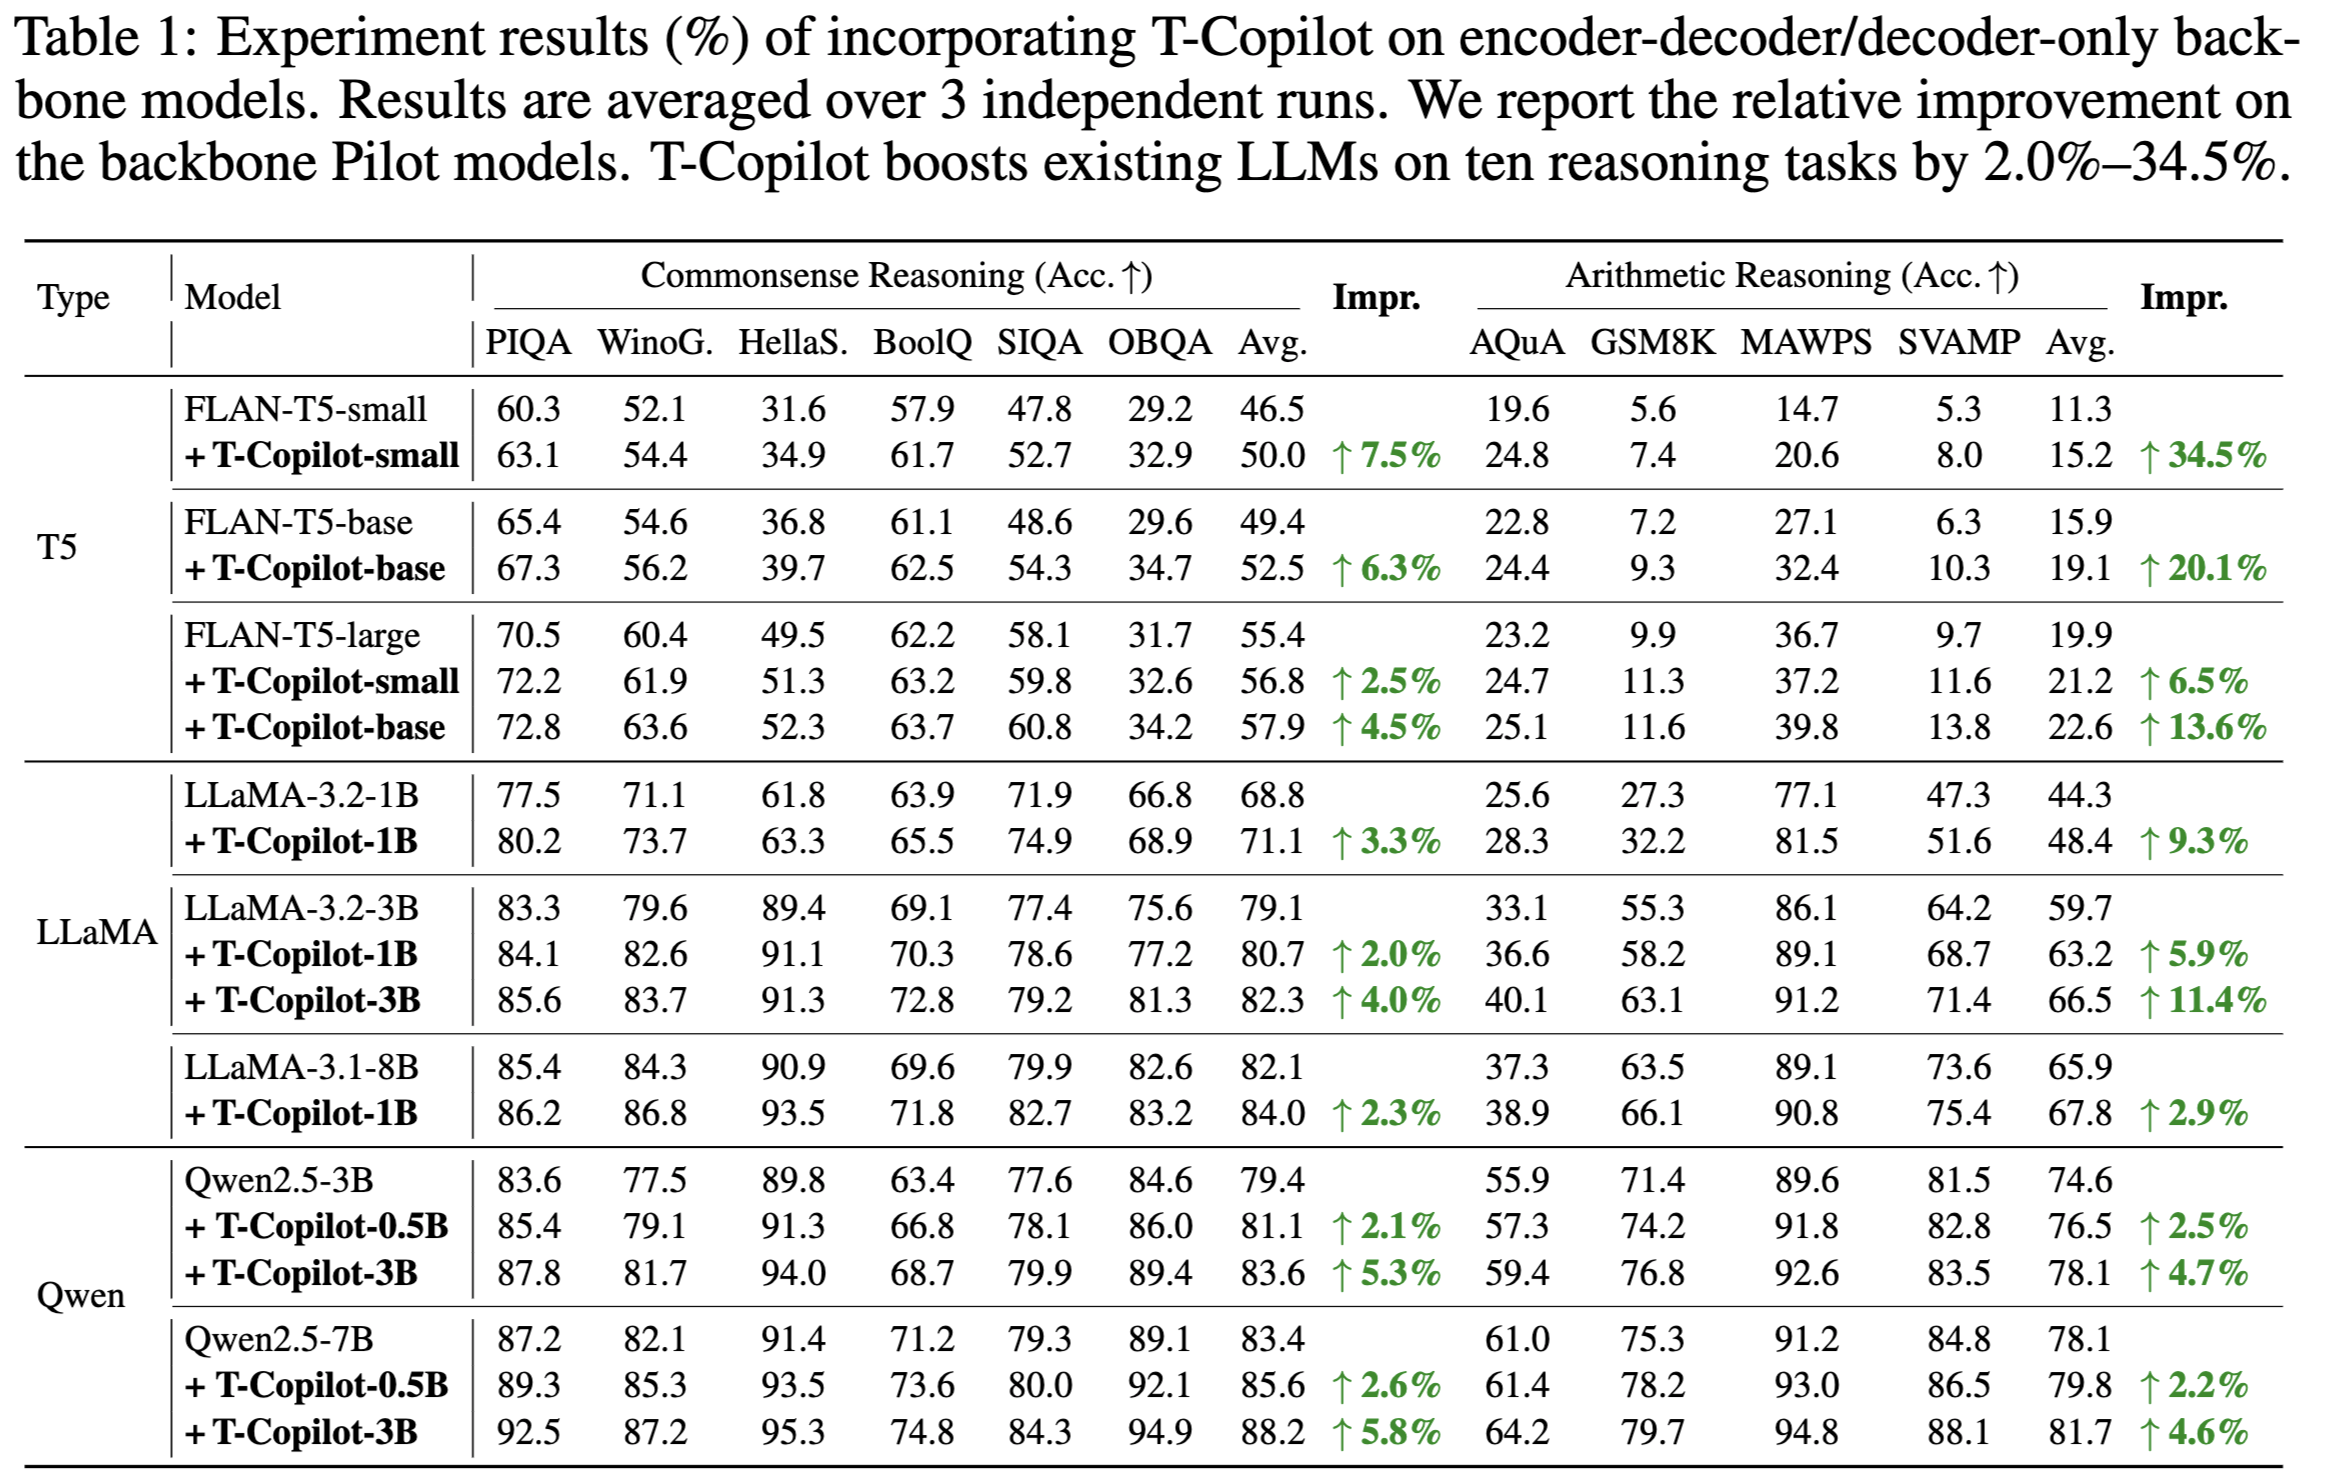 Table 1: Experiment results (%) of incorporating T-Copilot on encoder-decoder/decoder-only back-
bone models. Results are averaged over 3 independent runs. We report the relative improvement on
the backbone Pilot models. T-Copilot boosts existing LLMs on ten reasoning tasks by 2.0%–34.5%.
Type Model Commonsense Reasoning (Acc. ↑) Impr. Arithmetic Reasoning (Acc. ↑) Impr.
PIQA WinoG. HellaS. BoolQ SIQA OBQA Avg. AQuA GSM8K MAWPS SVAMP Avg.
T5
FLAN-T5-small 60.3 52.1 31.6 57.9 47.8 29.2 46.5 19.6 5.6 14.7 5.3 11.3
+ T-Copilot-small 63.1 54.4 34.9 61.7 52.7 32.9 50.0 ↑ 7.5% 24.8 7.4 20.6 8.0 15.2 ↑ 34.5%
FLAN-T5-base 65.4 54.6 36.8 61.1 48.6 29.6 49.4 22.8 7.2 27.1 6.3 15.9
+ T-Copilot-base 67.3 56.2 39.7 62.5 54.3 34.7 52.5 ↑ 6.3% 24.4 9.3 32.4 10.3 19.1 ↑ 20.1%
FLAN-T5-large 70.5 60.4 49.5 62.2 58.1 31.7 55.4 23.2 9.9 36.7 9.7 19.9
+ T-Copilot-small 72.2 61.9 51.3 63.2 59.8 32.6 56.8 ↑ 2.5% 24.7 11.3 37.2 11.6 21.2 ↑ 6.5%
+ T-Copilot-base 72.8 63.6 52.3 63.7 60.8 34.2 57.9 ↑ 4.5% 25.1 11.6 39.8 13.8 22.6 ↑ 13.6%
LLaMA
LLaMA-3.2-1B 77.5 71.1 61.8 63.9 71.9 66.8 68.8 25.6 27.3 77.1 47.3 44.3
+ T-Copilot-1B 80.2 73.7 63.3 65.5 74.9 68.9 71.1 ↑ 3.3% 28.3 32.2 81.5 51.6 48.4 ↑ 9.3%
LLaMA-3.2-3B 83.3 79.6 89.4 69.1 77.4 75.6 79.1 33.1 55.3 86.1 64.2 59.7
+ T-Copilot-1B 84.1 82.6 91.1 70.3 78.6 77.2 80.7 ↑ 2.0% 36.6 58.2 89.1 68.7 63.2 ↑ 5.9%
+ T-Copilot-3B 85.6 83.7 91.3 72.8 79.2 81.3 82.3 ↑ 4.0% 40.1 63.1 91.2 71.4 66.5 ↑ 11.4%
LLaMA-3.1-8B 85.4 84.3 90.9 69.6 79.9 82.6 82.1 37.3 63.5 89.1 73.6 65.9
+ T-Copilot-1B 86.2 86.8 93.5 71.8 82.7 83.2 84.0 ↑ 2.3% 38.9 66.1 90.8 75.4 67.8 ↑ 2.9%
Qwen
Qwen2.5-3B 83.6 77.5 89.8 63.4 77.6 84.6 79.4 55.9 71.4 89.6 81.5 74.6
+ T-Copilot-0.5B 85.4 79.1 91.3 66.8 78.1 86.0 81.1 ↑ 2.1% 57.3 74.2 91.8 82.8 76.5 ↑ 2.5%
+ T-Copilot-3B 87.8 81.7 94.0 68.7 79.9 89.4 83.6 ↑ 5.3% 59.4 76.8 92.6 83.5 78.1 ↑ 4.7%
Qwen2.5-7B 87.2 82.1 91.4 71.2 79.3 89.1 83.4 61.0 75.3 91.2 84.8 78.1
+ T-Copilot-0.5B 89.3 85.3 93.5 73.6 80.0 92.1 85.6 ↑ 2.6% 61.4 78.2 93.0 86.5 79.8 ↑ 2.2%
+ T-Copilot-3B 92.5 87.2 95.3 74.8 84.3 94.9 88.2 ↑ 5.8% 64.2 79.7 94.8 88.1 81.7 ↑ 4.6%